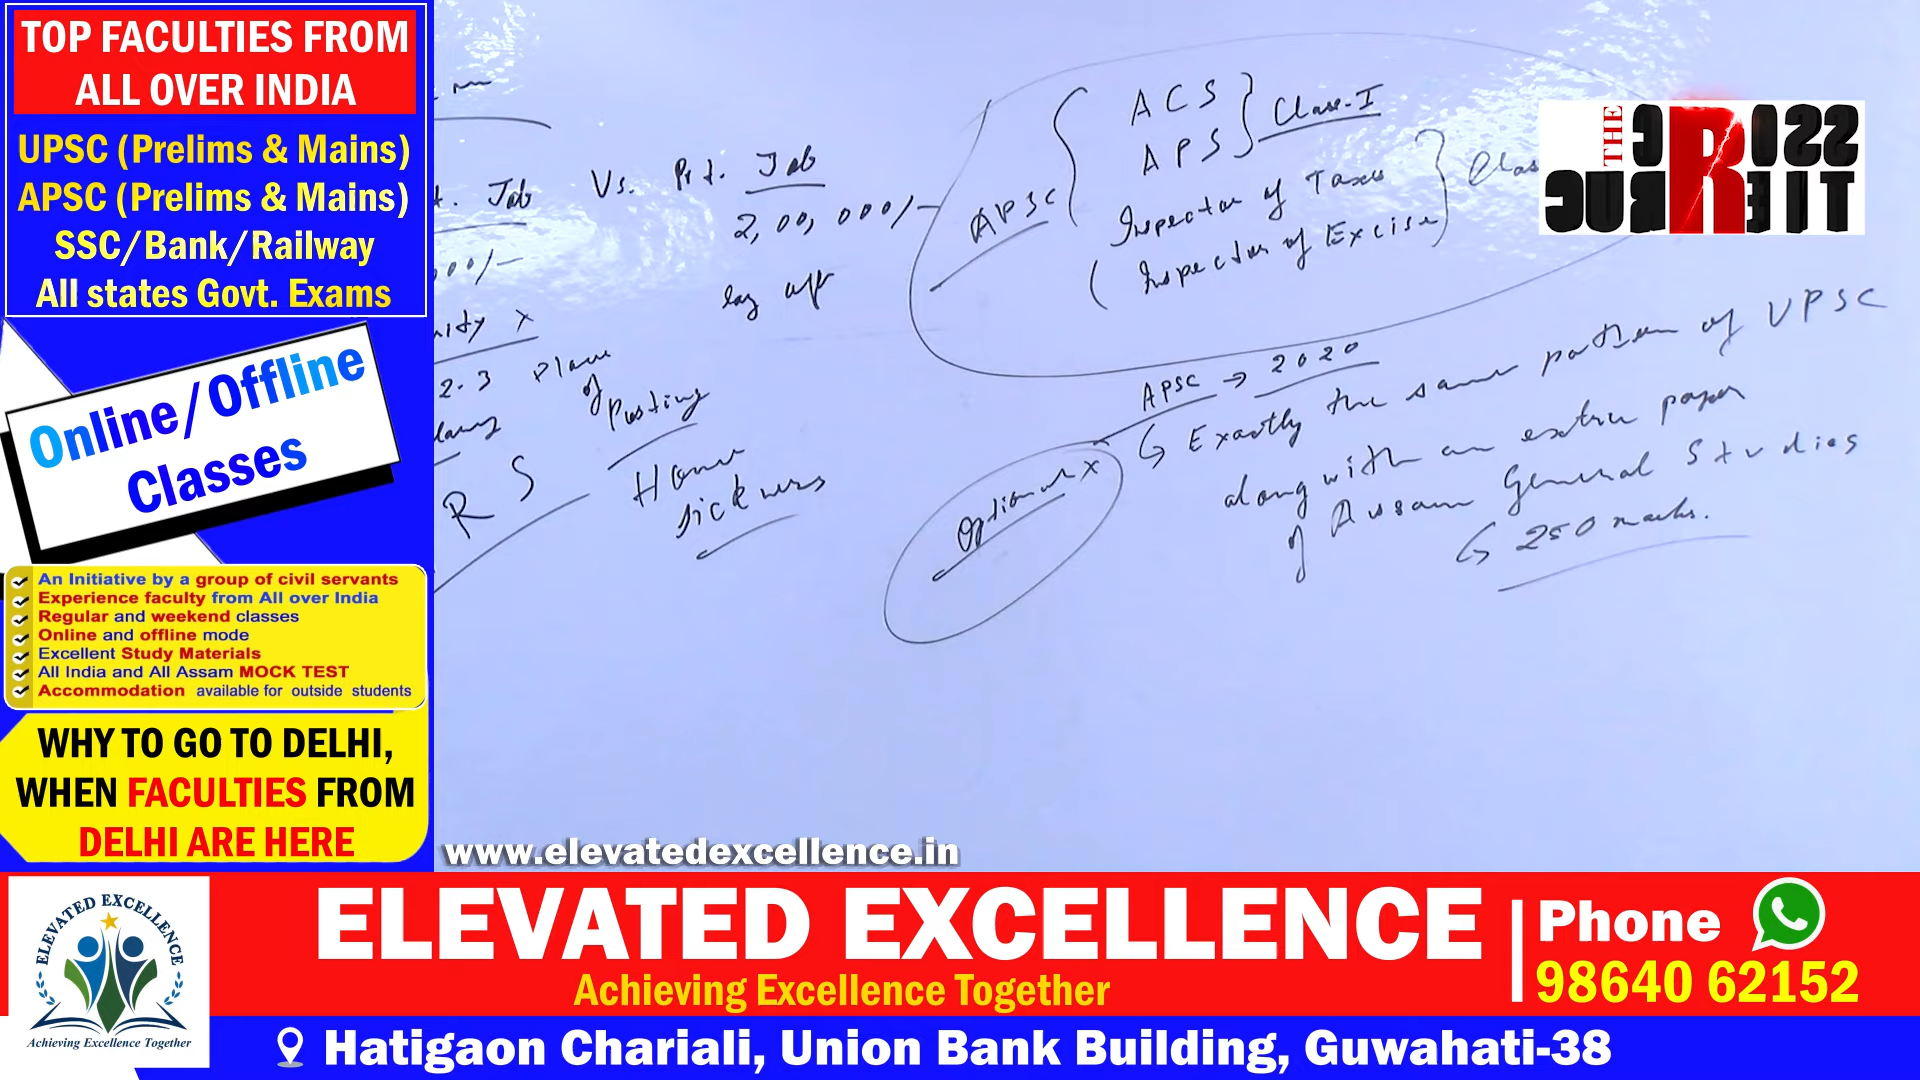 TOP FACULTIES FROM
ALL OVER INDIA
UPSC (Prelims & Mains)
APSC (Prelims & Mains)
SSC/Bank/Railway
All states Govt. Exams
Online/Offline
Classes
An Initiative by a group of civil servants
Experience faculty from All over India
Regular and weekend classes
Online and offline mode
Excellent Study Materials
All India and All Assam MOCK TEST
Accommodation available for outside students
WHY TO GO TO DELHI,
WHEN FACULTIES FROM
DELHI ARE HERE
Job Vs. Pvt. Job
2,00,000/-
lay off
2-3 Place
of
Posting
R S
Home
sickness
APSC
ACS
APS
Class-I
Inspector of Taxes
Inspector of Excise
THE CROSS CURRENT
APSC → 2020
Exactly the same pattern of UPSC
along with an extra paper
of Assam General Studies
250 marks.
Optional x
www.elevatedexcellence.in
ELEVATED EXCELLENCE
Achieving Excellence Together
ELEVATED EXCELLENCE
Achieving Excellence Together
Phone
98640 62152
Hatigaon Chariali, Union Bank Building, Guwahati-38